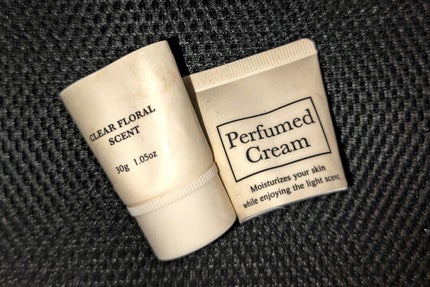 CLEAR FLORAL
SCENT
30g 1.05oz
Perfumed
Cream
Moisturizes your skin
while enjoying the light scent